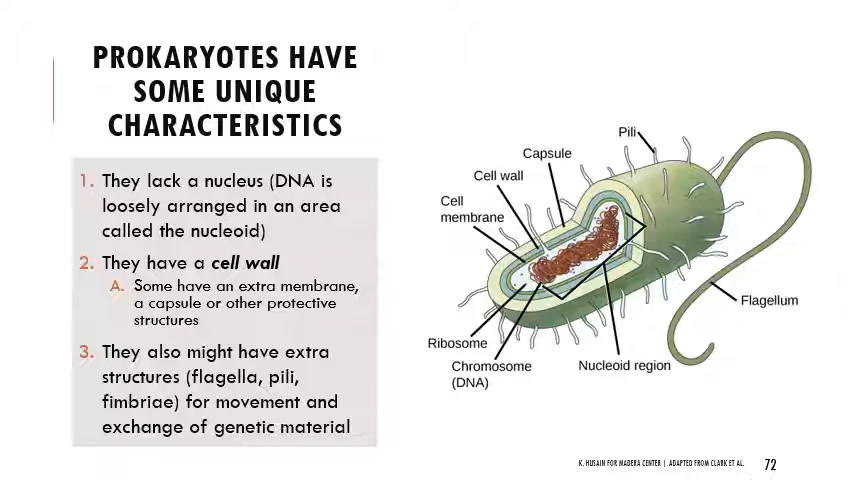 PROKARYOTES HAVE
SOME UNIQUE
CHARACTERISTICS
1. They lack a nucleus (DNA is
loosely arranged in an area
called the nucleoid)
2. They have a cell wall
A. Some have an extra membrane,
a capsule or other protective
structures
3. They also might have extra
structures (flagella, pili,
fimbriae) for movement and
exchange of genetic material
Pili
Capsule
Cell wall
Cell
membrane
Flagellum
Ribosome
Chromosome
(DNA)
Nucleoid region
K. HUSAIN FOR MADERA CENTER | ADAPTED FROM CLARK ET AL.
72